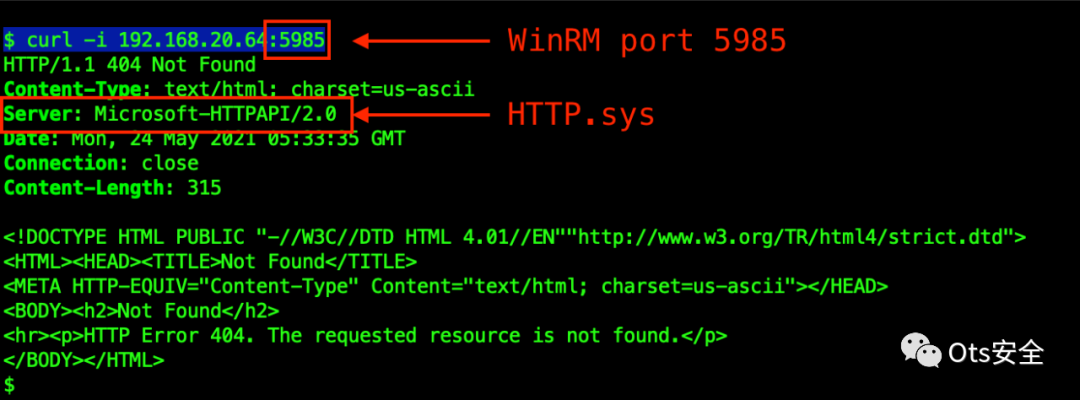 $ curl -i 192.168.20.64:5985 WinRM port 5985
HTTP/1.1 404 Not Found
Content-Type: text/html; charset=us-ascii
Server: Microsoft-HTTPAPI/2.0 HTTP.sys
Date: Mon, 24 May 2021 05:33:35 GMT
Connection: close
Content-Length: 315
<!DOCTYPE HTML PUBLIC "-//W3C//DTD HTML 4.01//EN""http://www.w3.org/TR/html4/strict.dtd">
<HTML><HEAD><TITLE>Not Found</TITLE>
<META HTTP-EQUIV="Content-Type" Content="text/html; charset=us-ascii"></HEAD>
<BODY><h2>Not Found</h2>
<hr><p>HTTP Error 404. The requested resource is not found.</p>
</BODY></HTML>
$
Ots安全